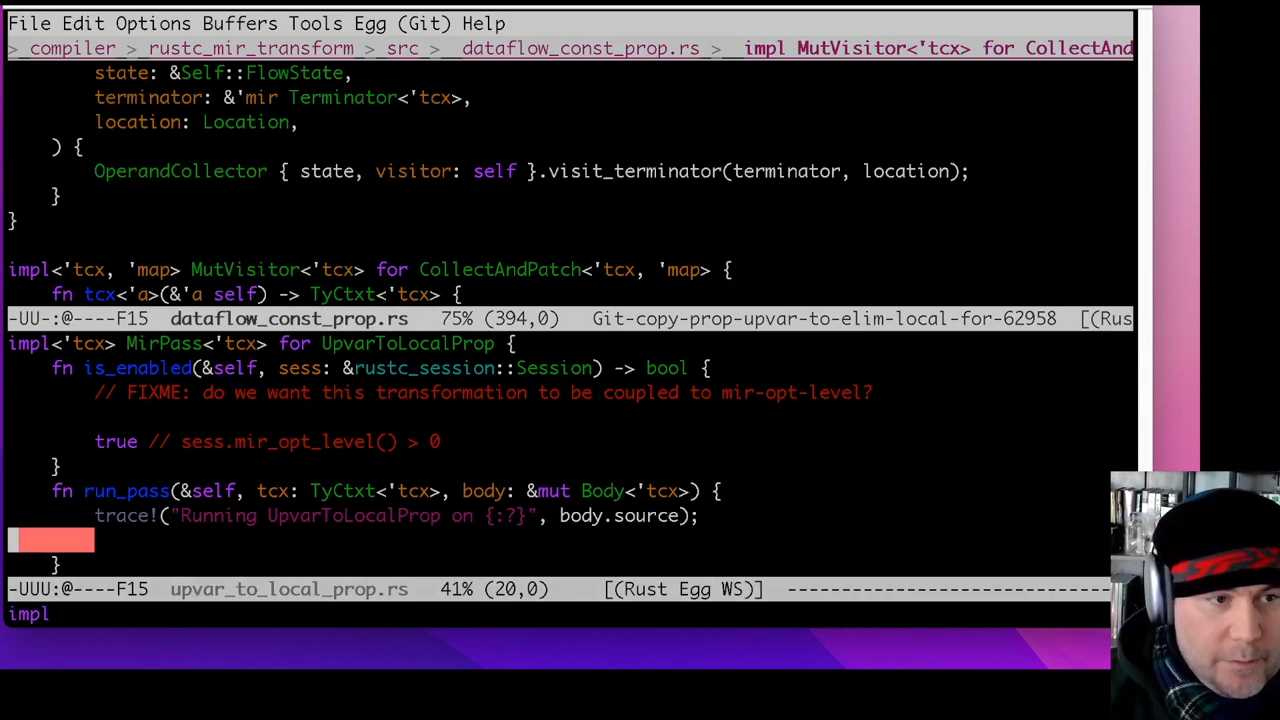 File Edit Options Buffers Tools Egg (Git) Help
> compiler > rustc_mir_transform > src > dataflow_const_prop.rs > impl MutVisitor<'tcx> for CollectAnd
state: &Self::FlowState,
terminator: &'mir Terminator<'tcx>,
location: Location,
) {
OperandCollector { state, visitor: self }.visit_terminator(terminator, location);
}
}
impl<'tcx, 'map> MutVisitor<'tcx> for CollectAndPatch<'tcx, 'map> {
fn tcx<'a>(&'a self) -> TyCtxt<'tcx> {
-UU-:@----F15 dataflow_const_prop.rs 75% (394,0) Git-copy-prop-upvar-to-elim-local-for-62958 [(Rus
impl<'tcx> MirPass<'tcx> for UpvarToLocalProp {
fn is_enabled(&self, sess: &rustc_session::Session) -> bool {
// FIXME: do we want this transformation to be coupled to mir-opt-level?
true // sess.mir_opt_level() > 0
}
fn run_pass(&self, tcx: TyCtxt<'tcx>, body: &mut Body<'tcx>) {
trace!("Running UpvarToLocalProp on {:?}", body.source);
}
-UUU:@----F15 upvar_to_local_prop.rs 41% (20,0) [(Rust Egg WS)] ----------------------------------
impl